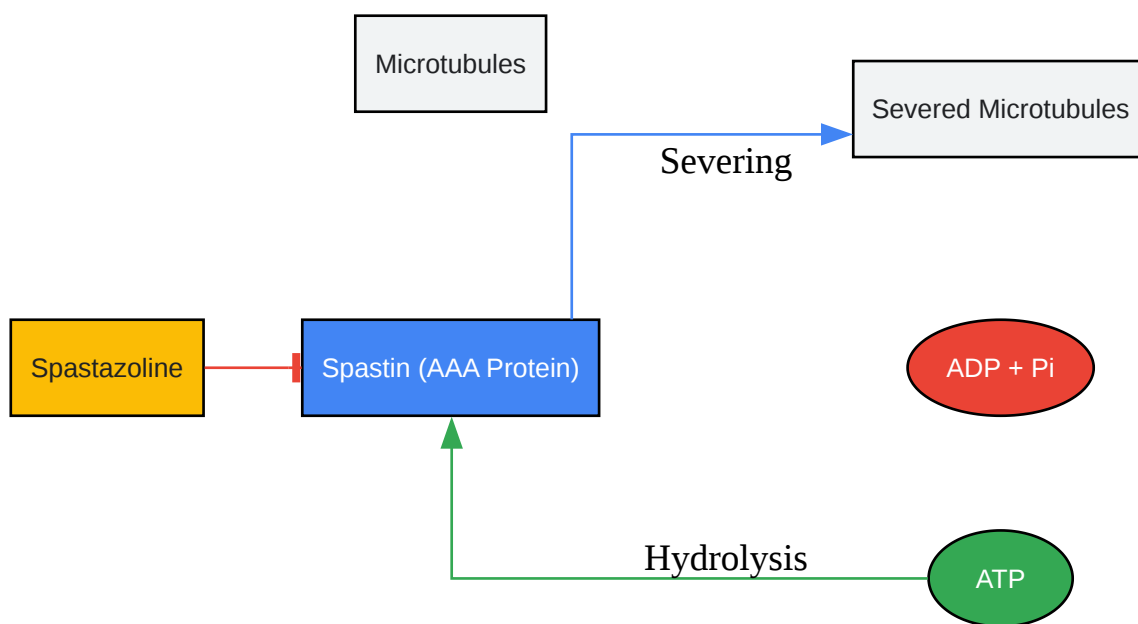 Microtubules
Severed Microtubules
Severing
Spastazoline
Spastin (AAA Protein)
ADP + Pi
Hydrolysis
ATP